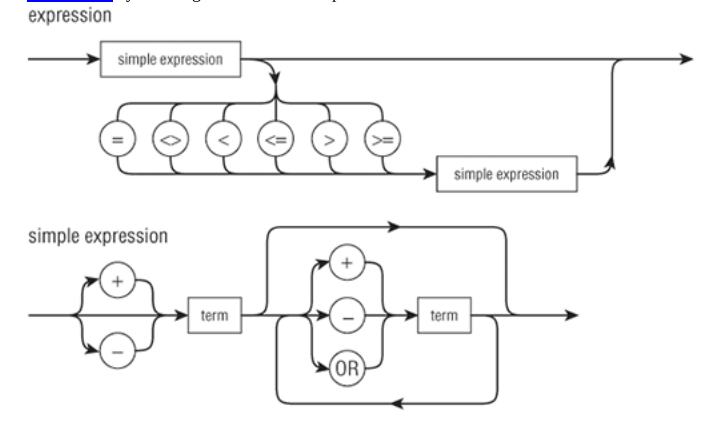 expression
simple expression
= <> < <= > >=
simple expression
simple expression
+
term
+
term
−
−
OR